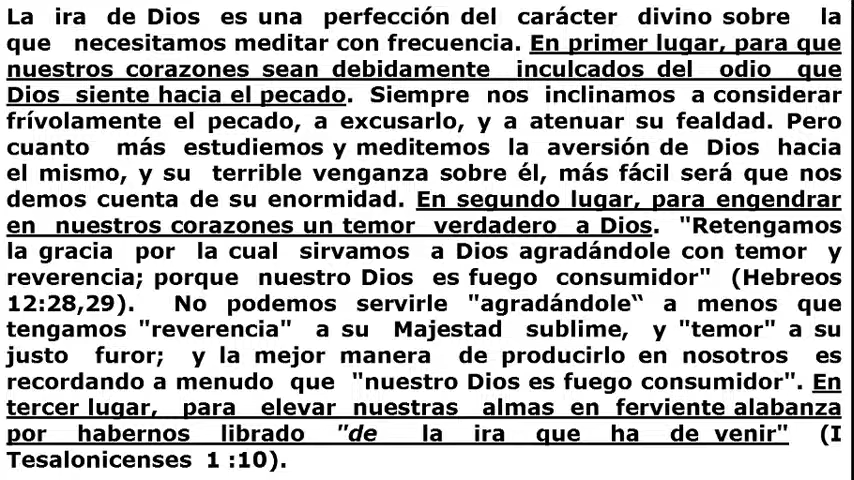 La ira de Dios es una perfección del carácter divino sobre la
que necesitamos meditar con frecuencia. En primer lugar, para que
nuestros corazones sean debidamente inculcados del odio que
Dios siente hacia el pecado. Siempre nos inclinamos a considerar
frívolamente el pecado, a excusarlo, y a atenuar su fealdad. Pero
cuanto más estudiemos y meditemos la aversión de Dios hacia
el mismo, y su terrible venganza sobre él, más fácil será que nos
demos cuenta de su enormidad. En segundo lugar, para engendrar
en nuestros corazones un temor verdadero a Dios. "Retengamos
la gracia por la cual sirvamos a Dios agradándole con temor y
reverencia; porque nuestro Dios es fuego consumidor" (Hebreos
12:28,29). No podemos servirle "agradándole“ a menos que
tengamos "reverencia" a su Majestad sublime, y "temor" a su
justo furor; y la mejor manera de producirlo en nosotros es
recordando a menudo que "nuestro Dios es fuego consumidor". En
tercer lugar, para elevar nuestras almas en ferviente alabanza
por habernos librado "de la ira que ha de venir" (I
Tesalonicenses 1 :10).